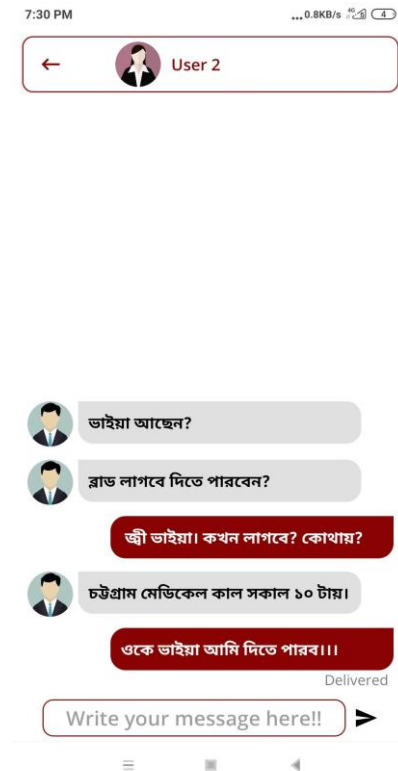 7:30 PM
...0.8KB/s 4G 4
User 2
ভাইয়া আছেন?
ব্লাড লাগবে দিতে পারবেন?
জ্বী ভাইয়া। কখন লাগবে? কোথায়?
চট্টগ্রাম মেডিকেল কাল সকাল ১০ টায়।
ওকে ভাইয়া আমি দিতে পারব।।।
Delivered
Write your message here!!